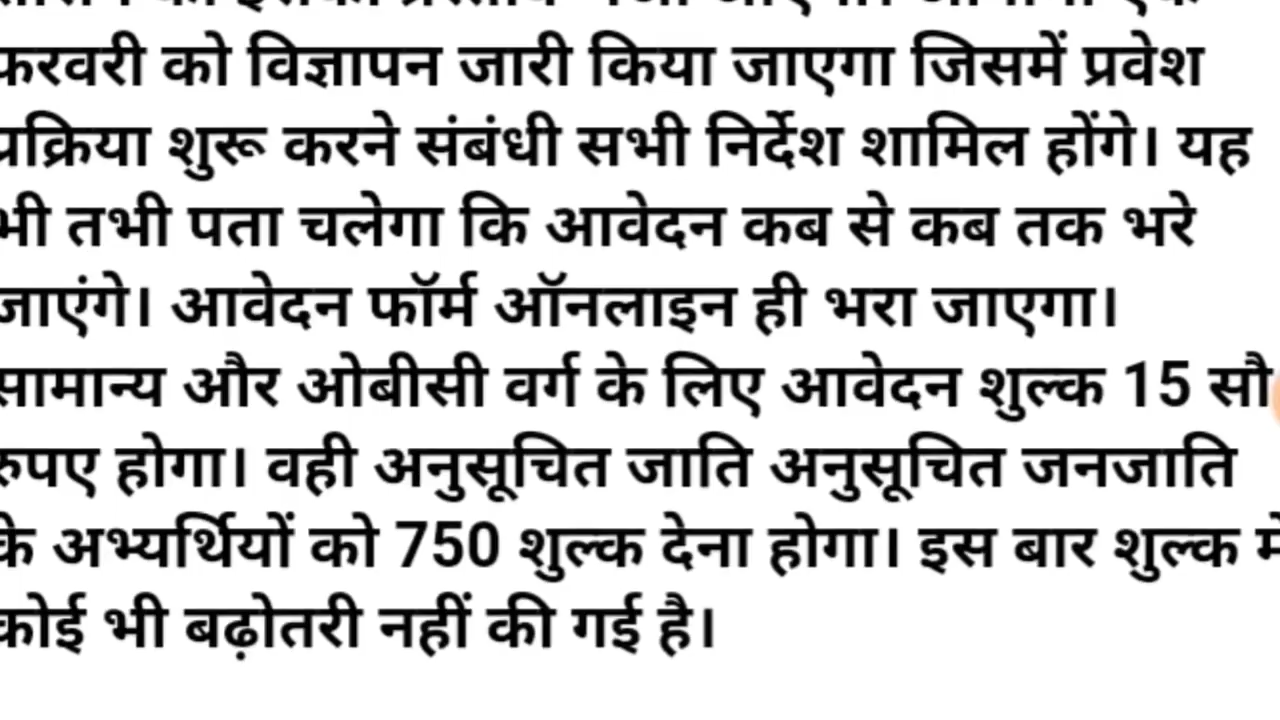 फरवरी को विज्ञापन जारी किया जाएगा जिसमें प्रवेश
प्रक्रिया शुरू करने संबंधी सभी निर्देश शामिल होंगे। यह
भी तभी पता चलेगा कि आवेदन कब से कब तक भरे
जाएंगे। आवेदन फॉर्म ऑनलाइन ही भरा जाएगा।
सामान्य और ओबीसी वर्ग के लिए आवेदन शुल्क 15 सौ
रुपए होगा। वही अनुसूचित जाति अनुसूचित जनजाति
के अभ्यर्थियों को 750 शुल्क देना होगा। इस बार शुल्क में
कोई भी बढ़ोतरी नहीं की गई है।